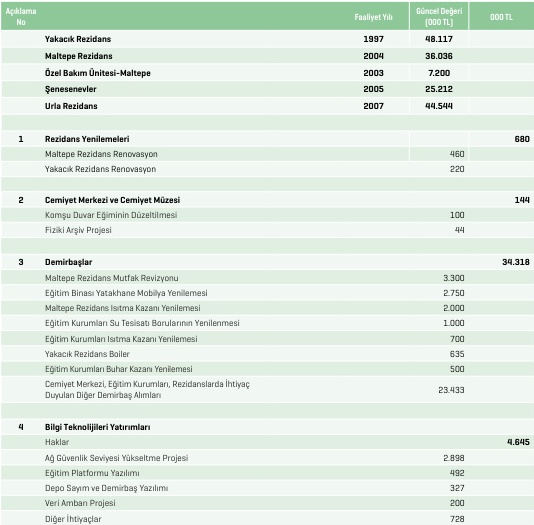 Açıklama No Faaliyet Yılı Güncel Değeri (000 TL) 000 TL
Yakacık Rezidans 1997 48.117
Maltepe Rezidans 2004 36.036
Özel Bakım Ünitesi-Maltepe 2003 7.200
Şenesenevler 2005 25.212
Urla Rezidans 2007 44.544
1 Rezidans Yenilemeleri 680
Maltepe Rezidans Renovasyon 460
Yakacık Rezidans Renovasyon 220
2 Cemiyet Merkezi ve Cemiyet Müzesi 144
Komşu Duvar Eğiminin Düzeltilmesi 100
Fiziki Arşiv Projesi 44
3 Demirbaşlar 34.318
Maltepe Rezidans Mutfak Revizyonu 3.300
Eğitim Binası Yatakhane Mobilya Yenilemesi 2.750
Maltepe Rezidans Isıtma Kazanı Yenilemesi 2.000
Eğitim Kurumları Su Tesisatı Borularının Yenilenmesi 1.000
Eğitim Kurumları Isıtma Kazanı Yenilemesi 700
Yakacık Rezidans Boiler 635
Eğitim Kurumları Buhar Kazanı Yenilemesi 500
Cemiyet Merkezi, Eğitim Kurumları, Rezidanslarda İhtiyaç
Duyulan Diğer Demirbaş Alımları 23.433
4 Bilgi Teknolijileri Yatırımları
Haklar 4.645
Ağ Güvenlik Seviyesi Yükseltme Projesi 2.898
Eğitim Platformu Yazılımı 492
Depo Sayım ve Demirbaş Yazılımı 327
Veri Ambarı Projesi 200
Diğer İhtiyaçlar 728